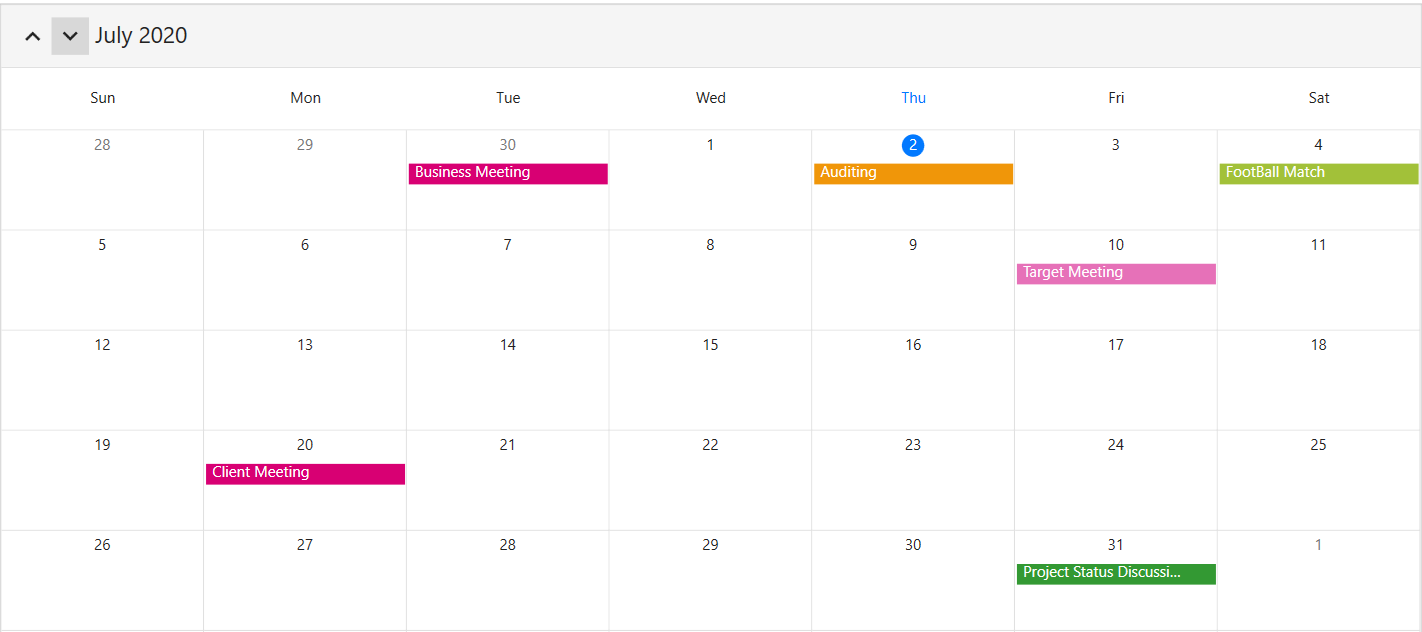 July 2020
Sun Mon Tue Wed Thu Fri Sat
28 29 30 1 2 3 4
Business Meeting Auditing FootBall Match
5 6 7 8 9 10 11
Target Meeting
12 13 14 15 16 17 18
19 20 21 22 23 24 25
Client Meeting
26 27 28 29 30 31 1
Project Status Discussi...